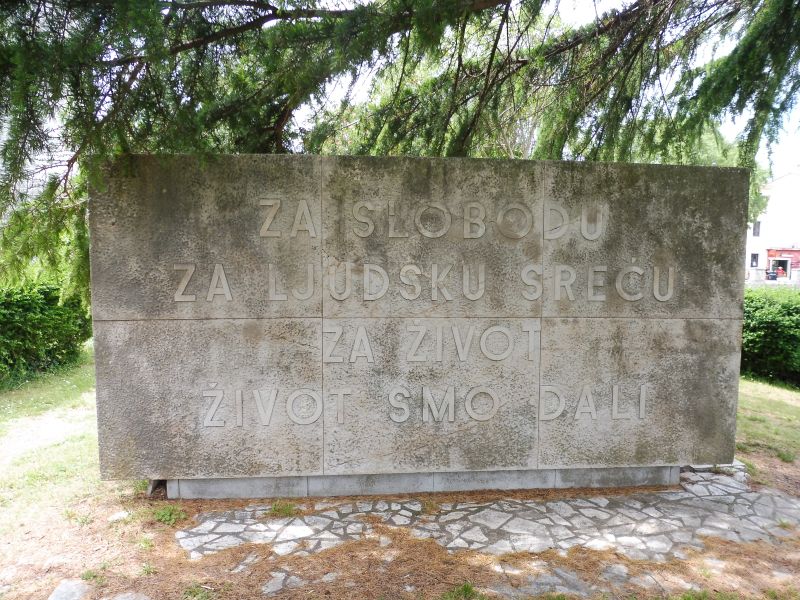 ZA SLOBODU
ZA LJUDSKU SREĆU
ZA ŽIVOT
ŽIVOT SMO DALI